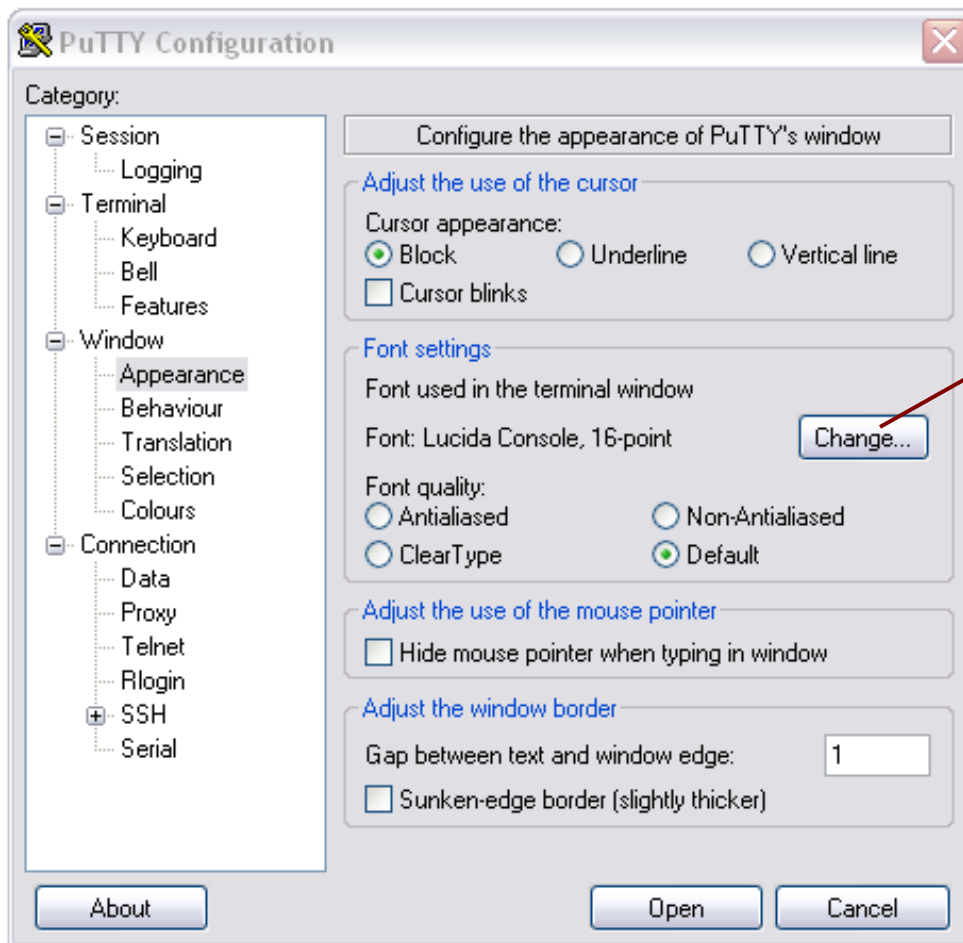 PuTTY Configuration
Category:
Session
Logging
Terminal
Keyboard
Bell
Features
Window
Appearance
Behaviour
Translation
Selection
Colours
Connection
Data
Proxy
Telnet
Rlogin
SSH
Serial
Configure the appearance of PuTTY's window
Adjust the use of the cursor
Cursor appearance:
Block Underline Vertical line
Cursor blinks
Font settings
Font used in the terminal window
Font: Lucida Console, 16-point Change...
Font quality:
Antialiased Non-Antialiased
ClearType Default
Adjust the use of the mouse pointer
Hide mouse pointer when typing in window
Adjust the window border
Gap between text and window edge: 1
Sunken-edge border (slightly thicker)
About Open Cancel